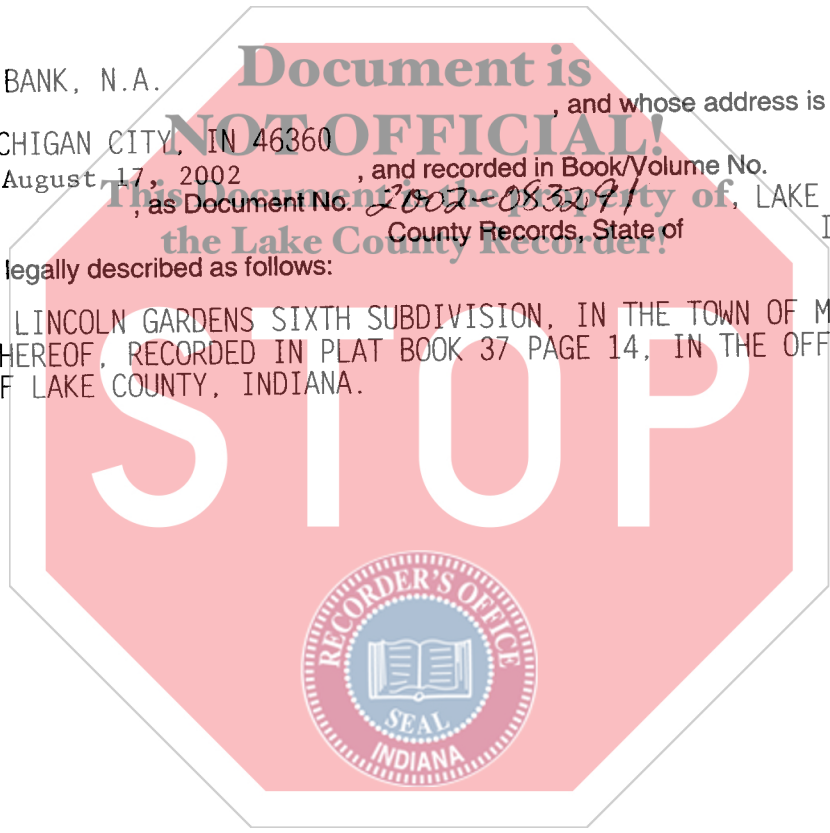 Document is
BANK, N.A.
, and whose address is
NOT OFFICIAL!
CHIGAN CITY, IN 46360
August 17, 2002 , and recorded in Book/Volume No.
This Document is the property of
, as Document No. 2002-083291 , LAKE
the Lake County Recorder!
County Records, State of I
legally described as follows:
LINCOLN GARDENS SIXTH SUBDIVISION, IN THE TOWN OF M
HEREOF, RECORDED IN PLAT BOOK 37 PAGE 14, IN THE OFF
F LAKE COUNTY, INDIANA.
STOP
RECORDER'S OFFICE
SEAL
INDIANA